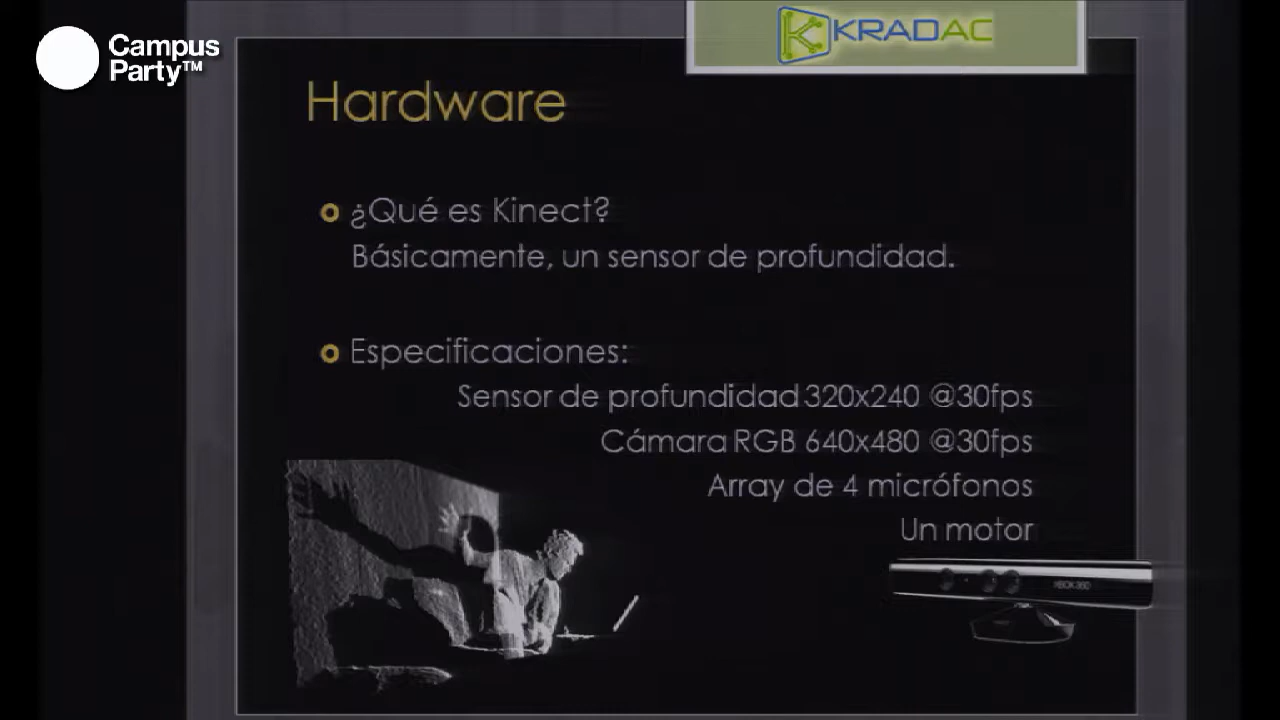 Campus
Party™
KRADAC
Hardware
¿Qué es Kinect?
Básicamente, un sensor de profundidad.
Especificaciones:
Sensor de profundidad 320x240 @30fps
Cámara RGB 640x480 @30fps
Array de 4 micrófonos
Un motor
XBOX 360